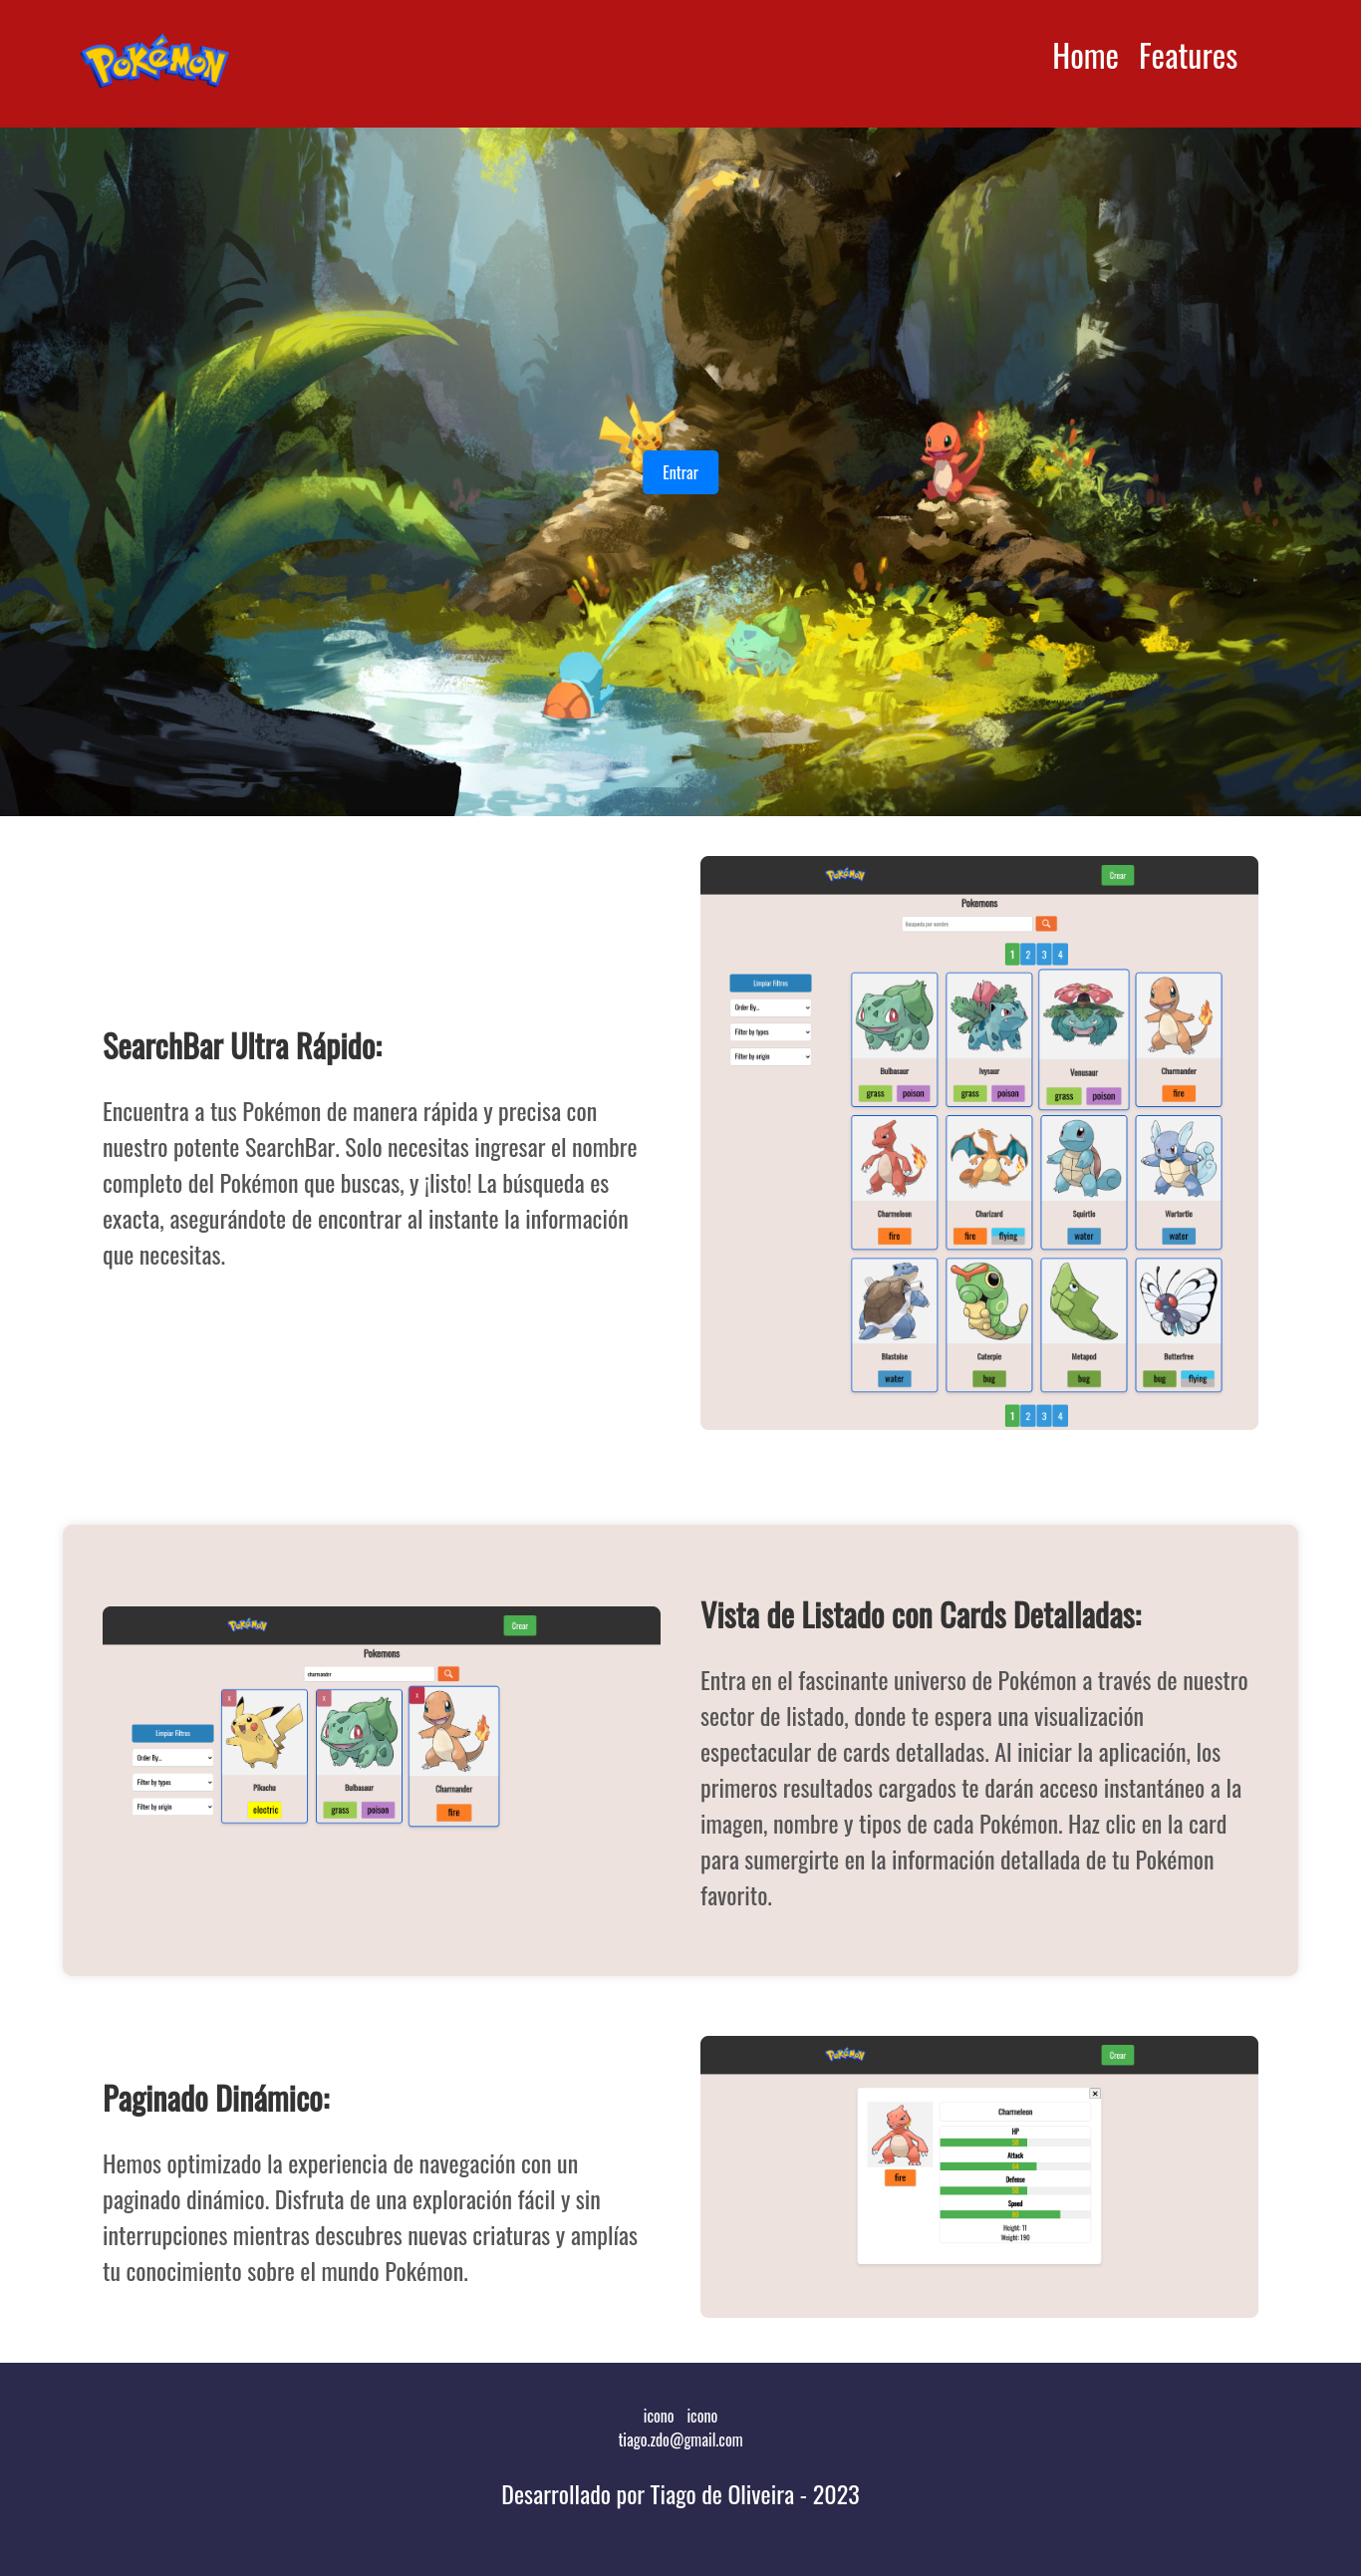 Pokémon
Home Features
Entrar
Pokémon
Crear
Pokemons
Busqueda por nombre
1 2 3 4
Limpiar Filtros
Order By...
Filter by types
Filter by origin
Bulbasaur
grass poison
Ivysaur
grass poison
Venusaur
grass poison
Charmander
fire
Charmeleon
fire
Charizard
fire flying
Squirtle
water
Wartortle
water
Blastoise
water
Caterpie
bug
Metapod
bug
Butterfree
bug flying
1 2 3 4
SearchBar Ultra Rápido:
Encuentra a tus Pokémon de manera rápida y precisa con
nuestro potente SearchBar. Solo necesitas ingresar el nombre
completo del Pokémon que buscas, y ¡listo! La búsqueda es
exacta, asegurándote de encontrar al instante la información
que necesitas.
Pokémon
Crear
Pokemons
charmander
Limpiar Filtros
Order By...
Filter by types
Filter by origin
X
Pikachu
electric
X
Bulbasaur
grass poison
X
Charmander
fire
Vista de Listado con Cards Detalladas:
Entra en el fascinante universo de Pokémon a través de nuestro
sector de listado, donde te espera una visualización
espectacular de cards detalladas. Al iniciar la aplicación, los
primeros resultados cargados te darán acceso instantáneo a la
imagen, nombre y tipos de cada Pokémon. Haz clic en la card
para sumergirte en la información detallada de tu Pokémon
favorito.
Paginado Dinámico:
Hemos optimizado la experiencia de navegación con un
paginado dinámico. Disfruta de una exploración fácil y sin
interrupciones mientras descubres nuevas criaturas y amplías
tu conocimiento sobre el mundo Pokémon.
Pokémon
Crear
X
fire
Charmeleon
HP
58
Attack
64
Defense
58
Speed
80
Height: 11
Weight: 190
icono icono
tiago.zdo@gmail.com
Desarrollado por Tiago de Oliveira - 2023